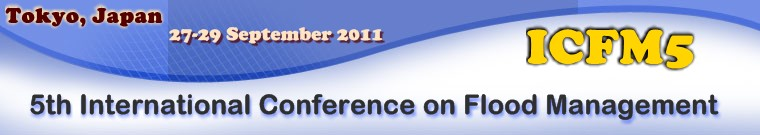 Tokyo, Japan
27-29 September 2011
ICFM5
5th International Conference on Flood Management